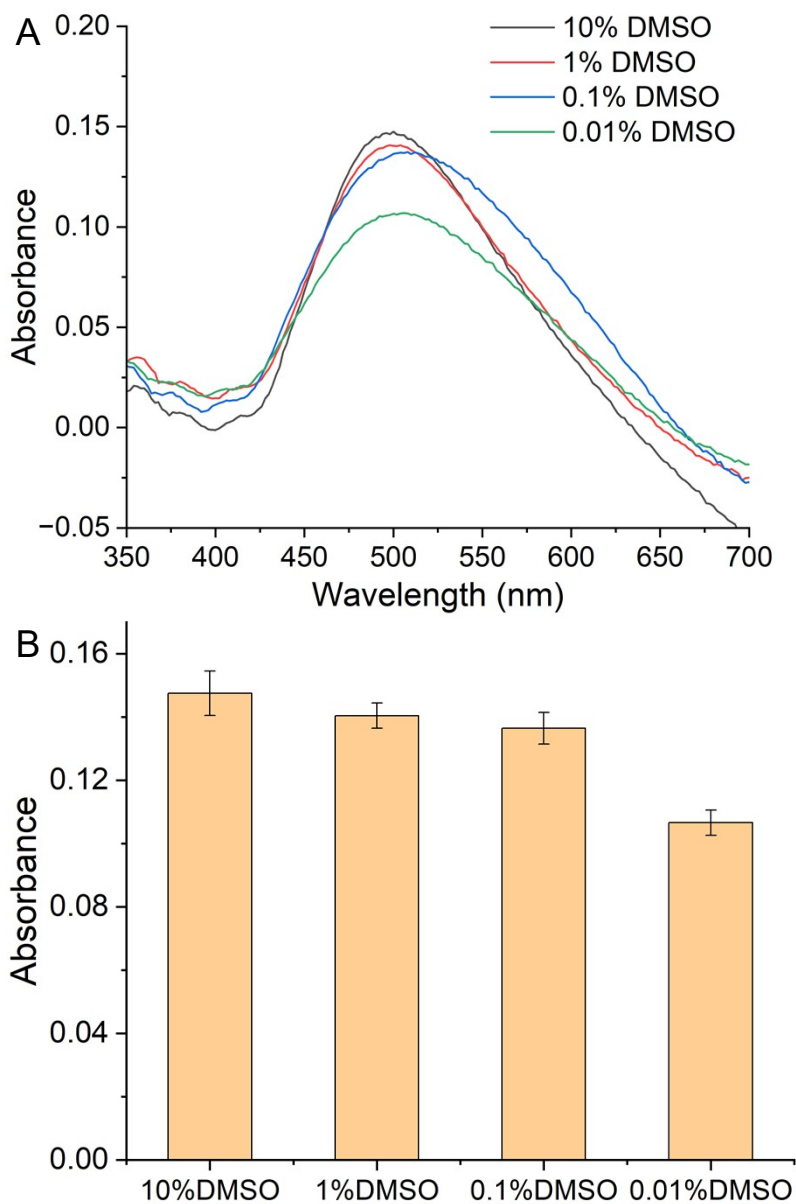 A
0.20
10% DMSO
1% DMSO
0.1% DMSO
0.01% DMSO
0.15
0.10
0.05
0.00
−0.05
Absorbance
350 400 450 500 550 600 650 700
Wavelength (nm)
B
0.16
0.12
0.08
0.04
0.00
Absorbance
10%DMSO 1%DMSO 0.1%DMSO 0.01%DMSO